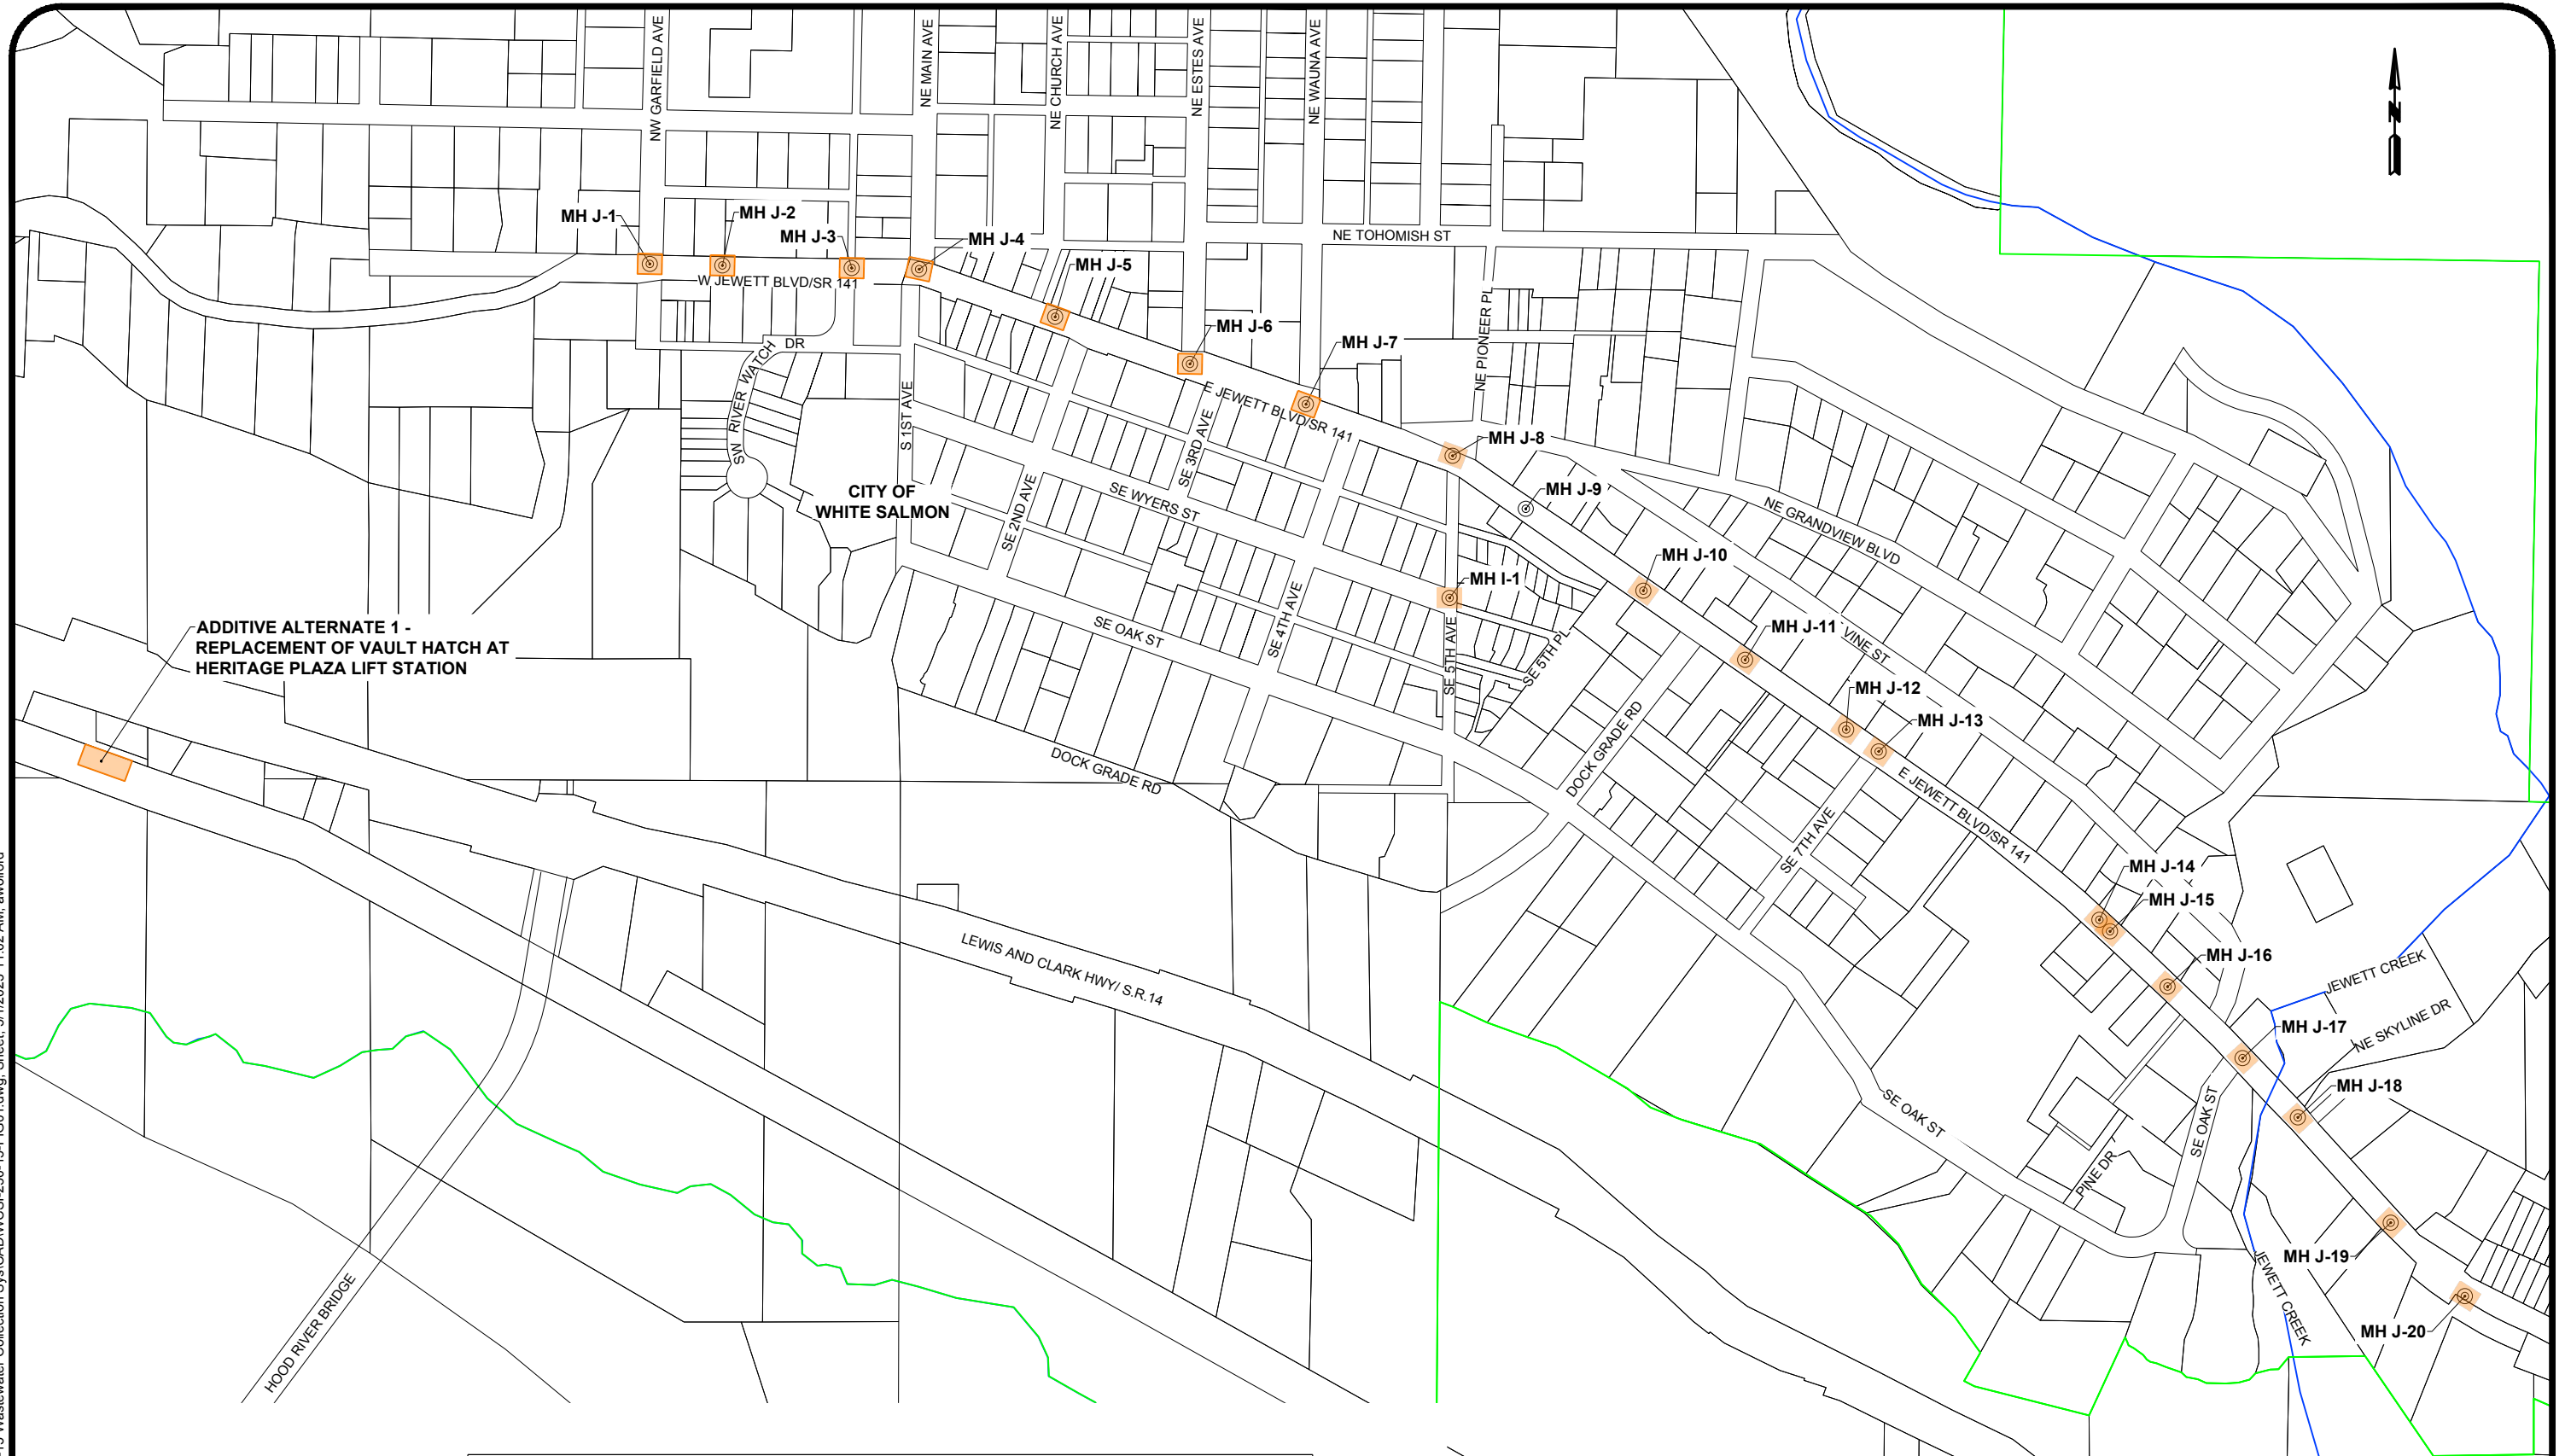 NW GARFIELD AVE
NE MAIN AVE
NE CHURCH AVE
NE ESTES AVE
NE WAUNA AVE
N
MH J-1
MH J-2
MH J-3
MH J-4
NE TOHOMISH ST
MH J-5
W JEWETT BLVD/SR 141
MH J-6
MH J-7
NE PIONEER PL
DR
SW RIVER WATCH
S 1ST AVE
E JEWETT BLVD/SR 141
SE 3RD AVE
MH J-8
MH J-9
CITY OF
WHITE SALMON
SE WYERS ST
SE 2ND AVE
NE GRANDVIEW BLVD
MH J-10
MH I-1
SE 4TH AVE
SE OAK ST
SE 5TH AVE
SE 5TH PL
MH J-11
VINE ST
ADDITIVE ALTERNATE 1 -
REPLACEMENT OF VAULT HATCH AT
HERITAGE PLAZA LIFT STATION
MH J-12
MH J-13
DOCK GRADE RD
DOCK GRADE RD
E JEWETT BLVD/SR 141
SE 7TH AVE
MH J-14
MH J-15
MH J-16
LEWIS AND CLARK HWY/ S.R.14
JEWETT CREEK
NE SKYLINE DR
MH J-17
MH J-18
SE OAK ST
SE OAK ST
PINE DR
MH J-19
JEWETT CREEK
MH J-20
HOOD RIVER BRIDGE